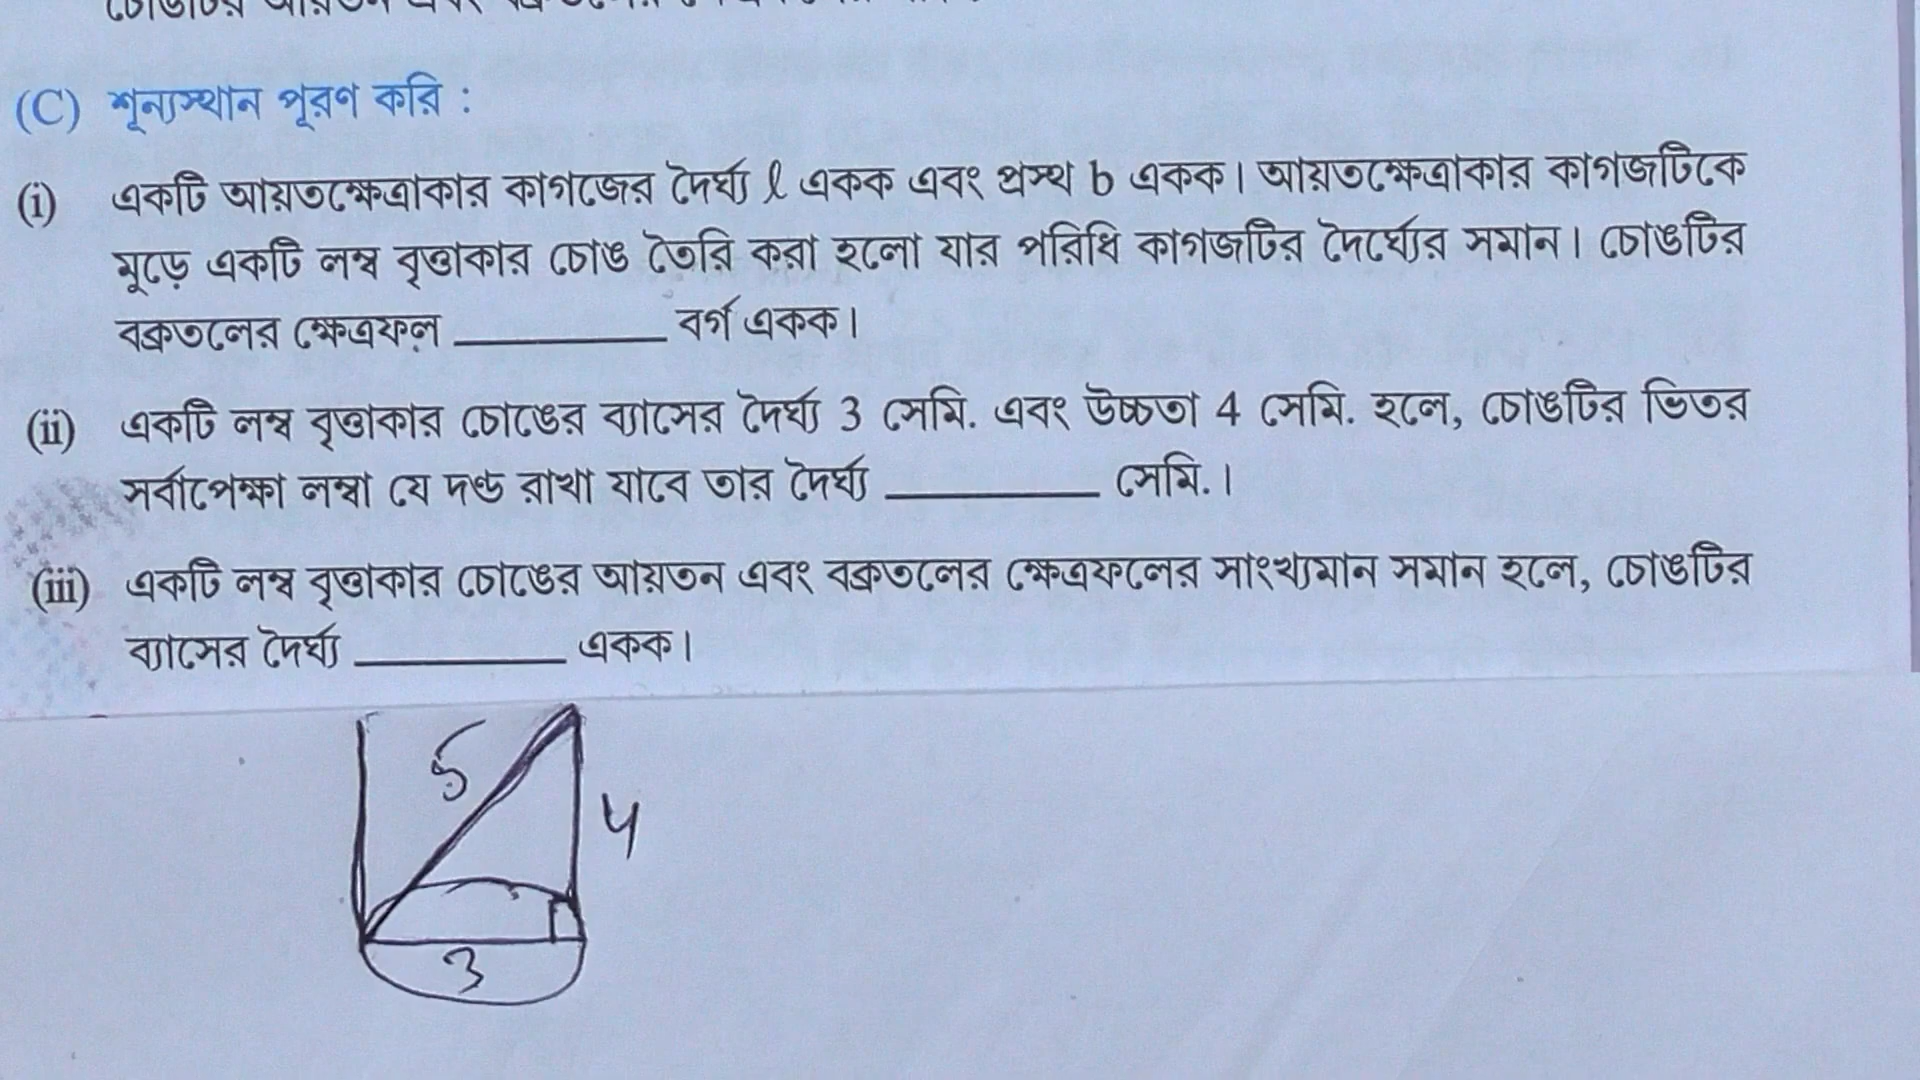 (C) শূন্যস্থান পূরণ করি :
(i) একটি আয়তক্ষেত্রাকার কাগজের দৈর্ঘ্য l একক এবং প্রস্থ b একক। আয়তক্ষেত্রাকার কাগজটিকে
মুড়ে একটি লম্ব বৃত্তাকার চোঙ তৈরি করা হলো যার পরিধি কাগজটির দৈর্ঘ্যের সমান। চোঙটির
বক্রতলের ক্ষেত্রফল __________ বর্গ একক।
(ii) একটি লম্ব বৃত্তাকার চোঙের ব্যাসের দৈর্ঘ্য 3 সেমি. এবং উচ্চতা 4 সেমি. হলে, চোঙটির ভিতর
সর্বাপেক্ষা লম্বা যে দণ্ড রাখা যাবে তার দৈর্ঘ্য __________ সেমি.।
(iii) একটি লম্ব বৃত্তাকার চোঙের আয়তন এবং বক্রতলের ক্ষেত্রফলের সাংখ্যমান সমান হলে, চোঙটির
ব্যাসের দৈর্ঘ্য __________ একক।
5
4
3